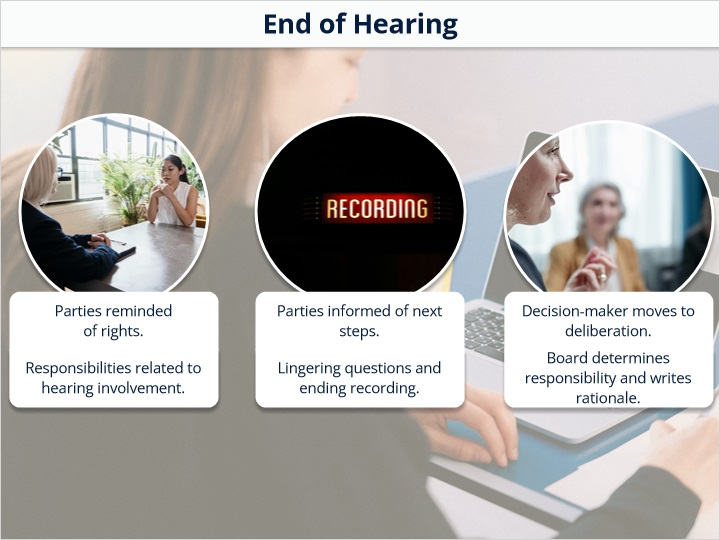 End of Hearing
RECORDING
Parties reminded
of rights.
Responsibilities related to
hearing involvement.
Parties informed of next
steps.
Lingering questions and
ending recording.
Decision-maker moves to
deliberation.
Board determines
responsibility and writes
rationale.